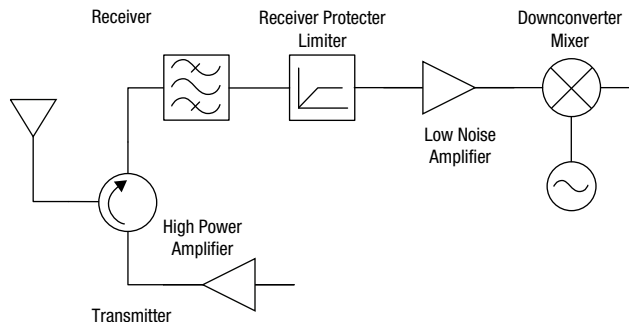 Receiver
Receiver Protecter
Limiter
Downconverter
Mixer
Low Noise
Amplifier
High Power
Amplifier
Transmitter